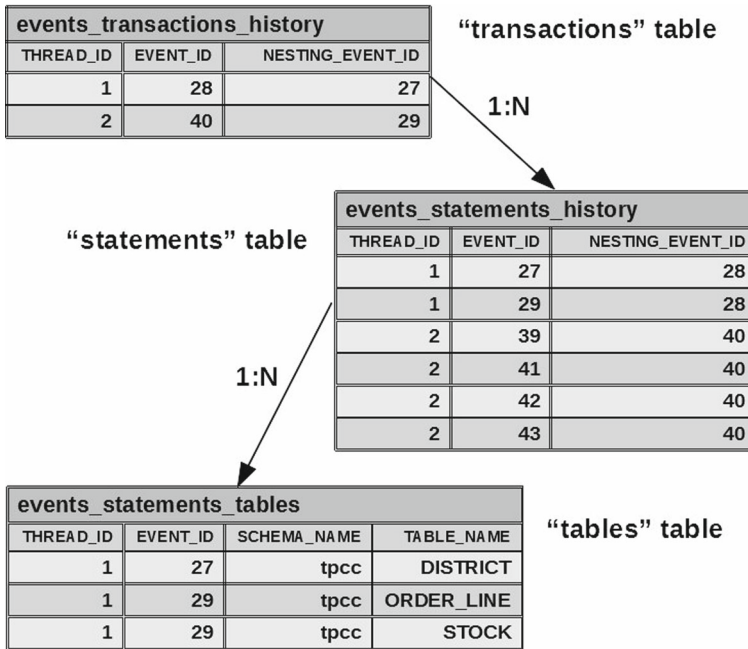 events_transactions_history
THREAD_ID EVENT_ID NESTING_EVENT_ID
1 28 27
2 40 29
“transactions” table
1:N
“statements” table
events_statements_history
THREAD_ID EVENT_ID NESTING_EVENT_ID
1 27 28
1 29 28
2 39 40
2 41 40
2 42 40
2 43 40
1:N
events_statements_tables
THREAD_ID EVENT_ID SCHEMA_NAME TABLE_NAME
1 27 tpcc DISTRICT
1 29 tpcc ORDER_LINE
1 29 tpcc STOCK
“tables” table